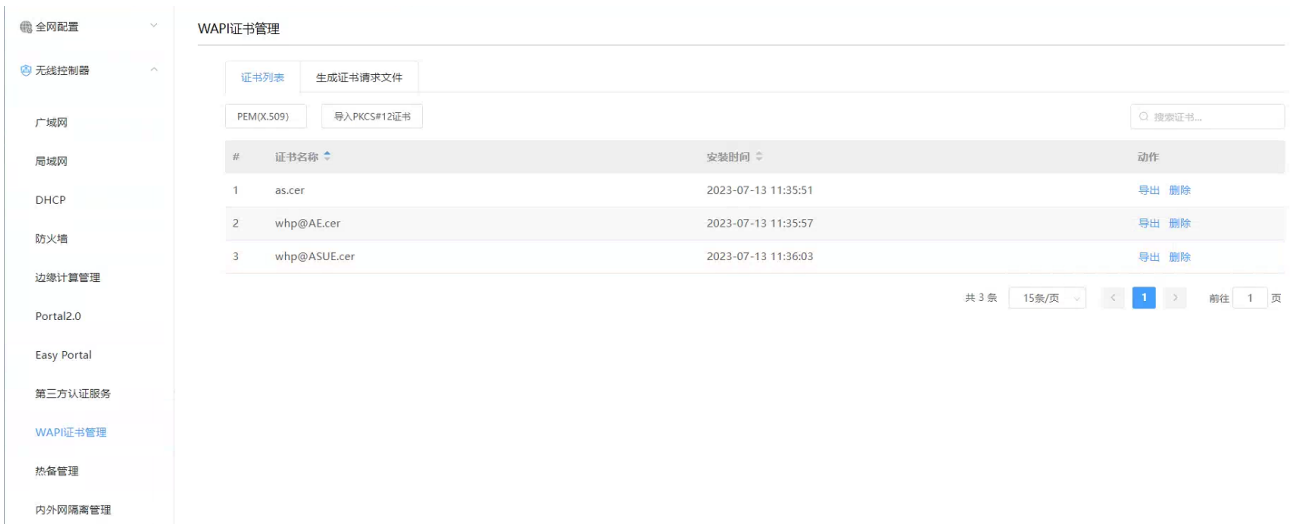 全网配置
无线控制器
广域网
局域网
DHCP
防火墙
边缘计算管理
Portal2.0
Easy Portal
第三方认证服务
WAPI证书管理
热备管理
内外网隔离管理
WAPI证书管理
证书列表 生成证书请求文件
PEM(X.509) 导入PKCS#12证书 搜索证书...
# 证书名称 安装时间 动作
1 as.cer 2023-07-13 11:35:51 导出 删除
2 whp@AE.cer 2023-07-13 11:35:57 导出 删除
3 whp@ASUE.cer 2023-07-13 11:36:03 导出 删除
共 3 条 15条/页 < 1 > 前往 1 页